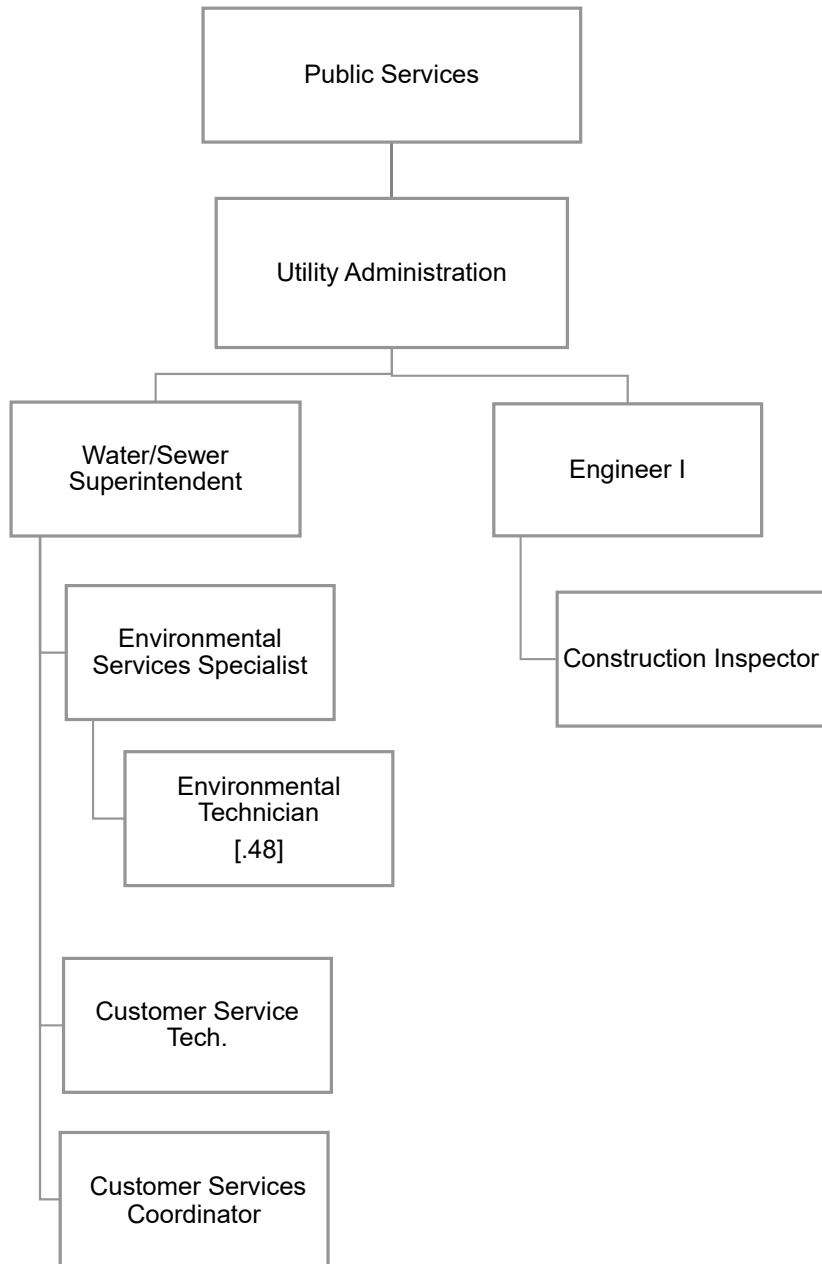 Public Services
Utility Administration
Water/Sewer
Superintendent
Engineer I
Environmental
Services Specialist
Construction Inspector
Environmental
Technician
[.48]
Customer Service
Tech.
Customer Services
Coordinator